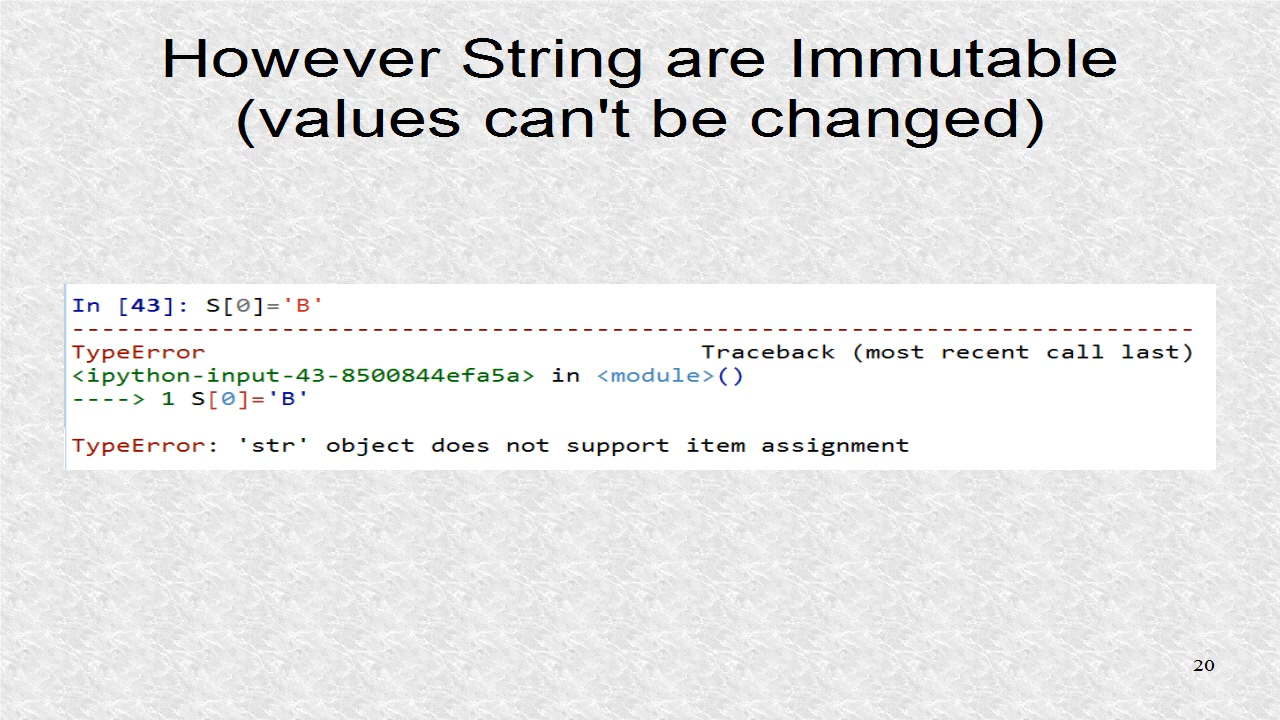 However String are Immutable
(values can't be changed)
In [43]: S[0]='B'
---------------------------------------------------------------------------
TypeError                                 Traceback (most recent call last)
<ipython-input-43-8500844efa5a> in <module>()
----> 1 S[0]='B'
TypeError: 'str' object does not support item assignment
20